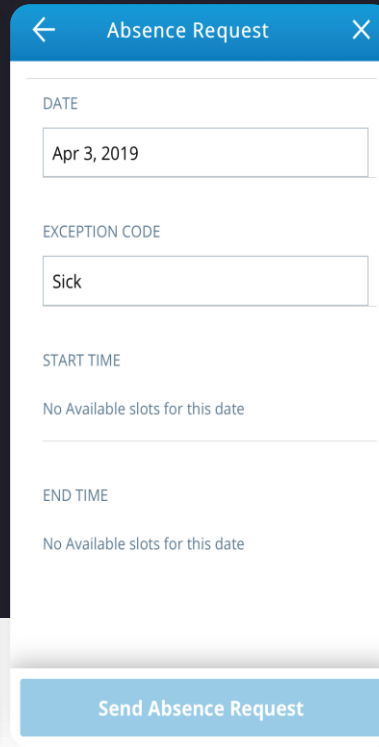 Absence Request
DATE
Apr 3, 2019
EXCEPTION CODE
Sick
START TIME
No Available slots for this date
END TIME
No Available slots for this date
Send Absence Request